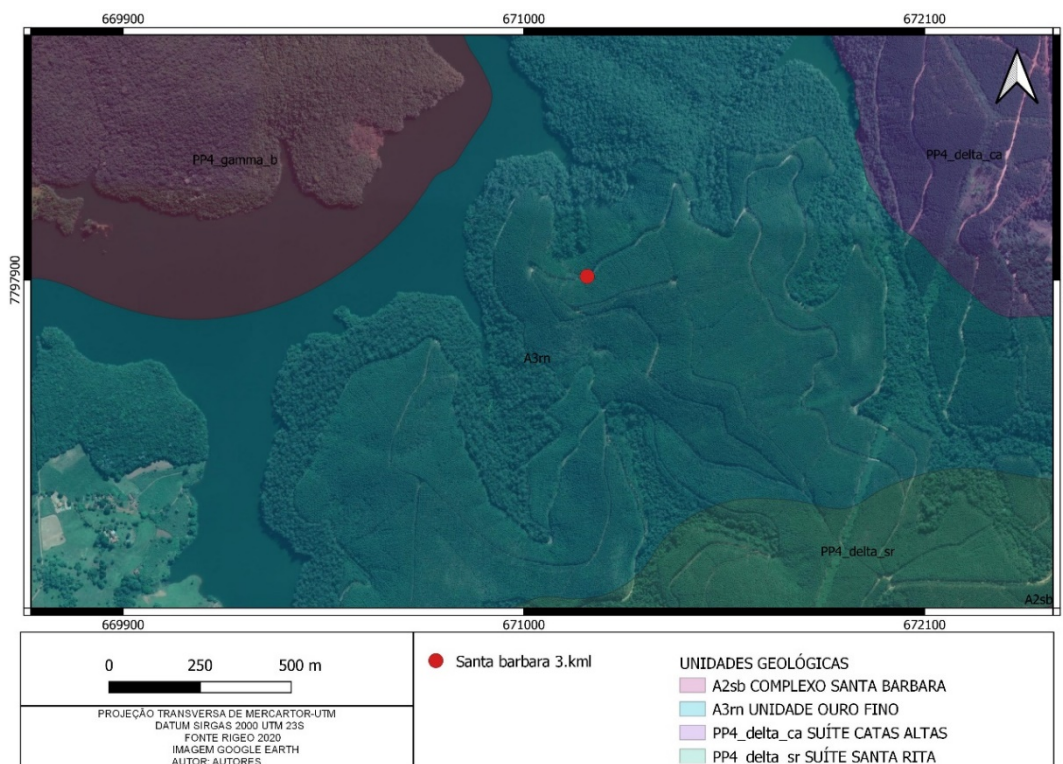 669900 671000 672100
PP4_gamma_b
PP4_delta_ca
7797900
7797900
A3rn
PP4_delta_sr
A2sb
669900 671000 672100
0 250 500 m
PROJEÇÃO TRANSVERSA DE MERCARTOR-UTM
DATUM SIRGAS 2000 UTM 23S
FONTE RIGEO 2020
IMAGEM GOOGLE EARTH
AUTOR: AUTORES
Santa barbara 3.kml
UNIDADES GEOLÓGICAS
A2sb COMPLEXO SANTA BARBARA
A3rn UNIDADE OURO FINO
PP4_delta_ca SUÍTE CATAS ALTAS
PP4_delta_sr SUÍTE SANTA RITA